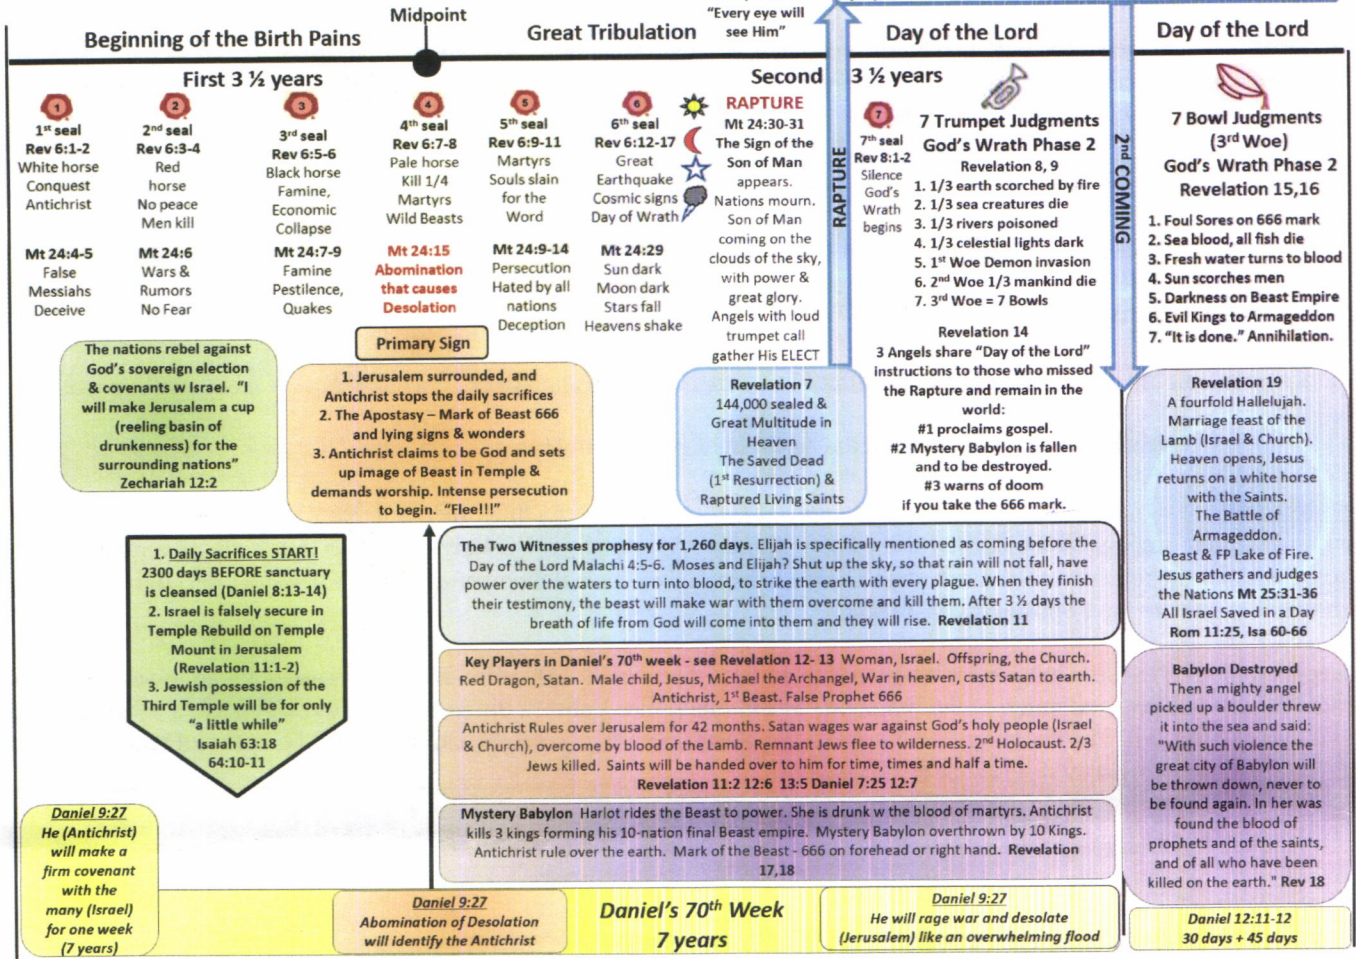 Midpoint
"Every eye will
see Him"
Beginning of the Birth Pains
Great Tribulation
Day of the Lord
Day of the Lord
First 3 ½ years
Second 3 ½ years
1
1st seal
Rev 6:1-2
White horse
Conquest
Antichrist
Mt 24:4-5
False
Messiahs
Deceive
2
2nd seal
Rev 6:3-4
Red
horse
No peace
Men kill
Mt 24:6
Wars &
Rumors
No Fear
3
3rd seal
Rev 6:5-6
Black horse
Famine,
Economic
Collapse
Mt 24:7-9
Famine
Pestilence,
Quakes
4
4th seal
Rev 6:7-8
Pale horse
Kill 1/4
Martyrs
Wild Beasts
Mt 24:15
Abomination
that causes
Desolation
5
5th seal
Rev 6:9-11
Martyrs
Souls slain
for the
Word
Mt 24:9-14
Persecution
Hated by all
nations
Deception
6
6th seal
Rev 6:12-17
Great
Earthquake
Cosmic signs
Day of Wrath
Mt 24:29
Sun dark
Moon dark
Stars fall
Heavens shake
RAPTURE
Mt 24:30-31
The Sign of the
Son of Man
appears.
Nations mourn.
Son of Man
coming on the
clouds of the sky,
with power &
great glory.
Angels with loud
trumpet call
gather His ELECT
RAPTURE
7
7th seal
Rev 8:1-2
Silence
God's
Wrath
begins
7 Trumpet Judgments
God's Wrath Phase 2
Revelation 8, 9
1. 1/3 earth scorched by fire
2. 1/3 sea creatures die
3. 1/3 rivers poisoned
4. 1/3 celestial lights dark
5. 1st Woe Demon invasion
6. 2nd Woe 1/3 mankind die
7. 3rd Woe = 7 Bowls
Revelation 14
3 Angels share "Day of the Lord"
instructions to those who missed
the Rapture and remain in the
world:
#1 proclaims gospel.
#2 Mystery Babylon is fallen
and to be destroyed.
#3 warns of doom
if you take the 666 mark.
2nd COMING
7 Bowl Judgments
(3rd Woe)
God's Wrath Phase 2
Revelation 15,16
1. Foul Sores on 666 mark
2. Sea blood, all fish die
3. Fresh water turns to blood
4. Sun scorches men
5. Darkness on Beast Empire
6. Evil Kings to Armageddon
7. "It is done." Annihilation.
The nations rebel against
God's sovereign election
& covenants w Israel. "I
will make Jerusalem a cup
(reeling basin of
drunkenness) for the
surrounding nations"
Zechariah 12:2
Primary Sign
1. Jerusalem surrounded, and
Antichrist stops the daily sacrifices
2. The Apostasy – Mark of Beast 666
and lying signs & wonders
3. Antichrist claims to be God and sets
up image of Beast in Temple &
demands worship. Intense persecution
to begin. "Flee!!!"
Revelation 7
144,000 sealed &
Great Multitude in
Heaven
The Saved Dead
(1st Resurrection) &
Raptured Living Saints
Revelation 19
A fourfold Hallelujah.
Marriage feast of the
Lamb (Israel & Church).
Heaven opens, Jesus
returns on a white horse
with the Saints.
The Battle of
Armageddon.
Beast & FP Lake of Fire.
Jesus gathers and judges
the Nations Mt 25:31-36
All Israel Saved in a Day
Rom 11:25, Isa 60-66
1. Daily Sacrifices START!
2300 days BEFORE sanctuary
is cleansed (Daniel 8:13-14)
2. Israel is falsely secure in
Temple Rebuild on Temple
Mount in Jerusalem
(Revelation 11:1-2)
3. Jewish possession of the
Third Temple will be for only
"a little while"
Isaiah 63:18
64:10-11
The Two Witnesses prophesy for 1,260 days. Elijah is specifically mentioned as coming before the
Day of the Lord Malachi 4:5-6. Moses and Elijah? Shut up the sky, so that rain will not fall, have
power over the waters to turn into blood, to strike the earth with every plague. When they finish
their testimony, the beast will make war with them overcome and kill them. After 3 ½ days the
breath of life from God will come into them and they will rise. Revelation 11
Key Players in Daniel's 70th week - see Revelation 12- 13 Woman, Israel. Offspring, the Church.
Red Dragon, Satan. Male child, Jesus, Michael the Archangel, War in heaven, casts Satan to earth.
Antichrist, 1st Beast. False Prophet 666
Antichrist Rules over Jerusalem for 42 months. Satan wages war against God's holy people (Israel
& Church), overcome by blood of the Lamb. Remnant Jews flee to wilderness. 2nd Holocaust. 2/3
Jews killed. Saints will be handed over to him for time, times and half a time.
Revelation 11:2 12:6 13:5 Daniel 7:25 12:7
Mystery Babylon Harlot rides the Beast to power. She is drunk w the blood of martyrs. Antichrist
kills 3 kings forming his 10-nation final Beast empire. Mystery Babylon overthrown by 10 Kings.
Antichrist rule over the earth. Mark of the Beast - 666 on forehead or right hand. Revelation
17,18
Babylon Destroyed
Then a mighty angel
picked up a boulder threw
it into the sea and said:
"With such violence the
great city of Babylon will
be thrown down, never to
be found again. In her was
found the blood of
prophets and of the saints,
and of all who have been
killed on the earth." Rev 18
Daniel 9:27
He (Antichrist)
will make a
firm covenant
with the
many (Israel)
for one week
(7 years)
Daniel 9:27
Abomination of Desolation
will identify the Antichrist
Daniel's 70th Week
7 years
Daniel 9:27
He will rage war and desolate
(Jerusalem) like an overwhelming flood
Daniel 12:11-12
30 days + 45 days